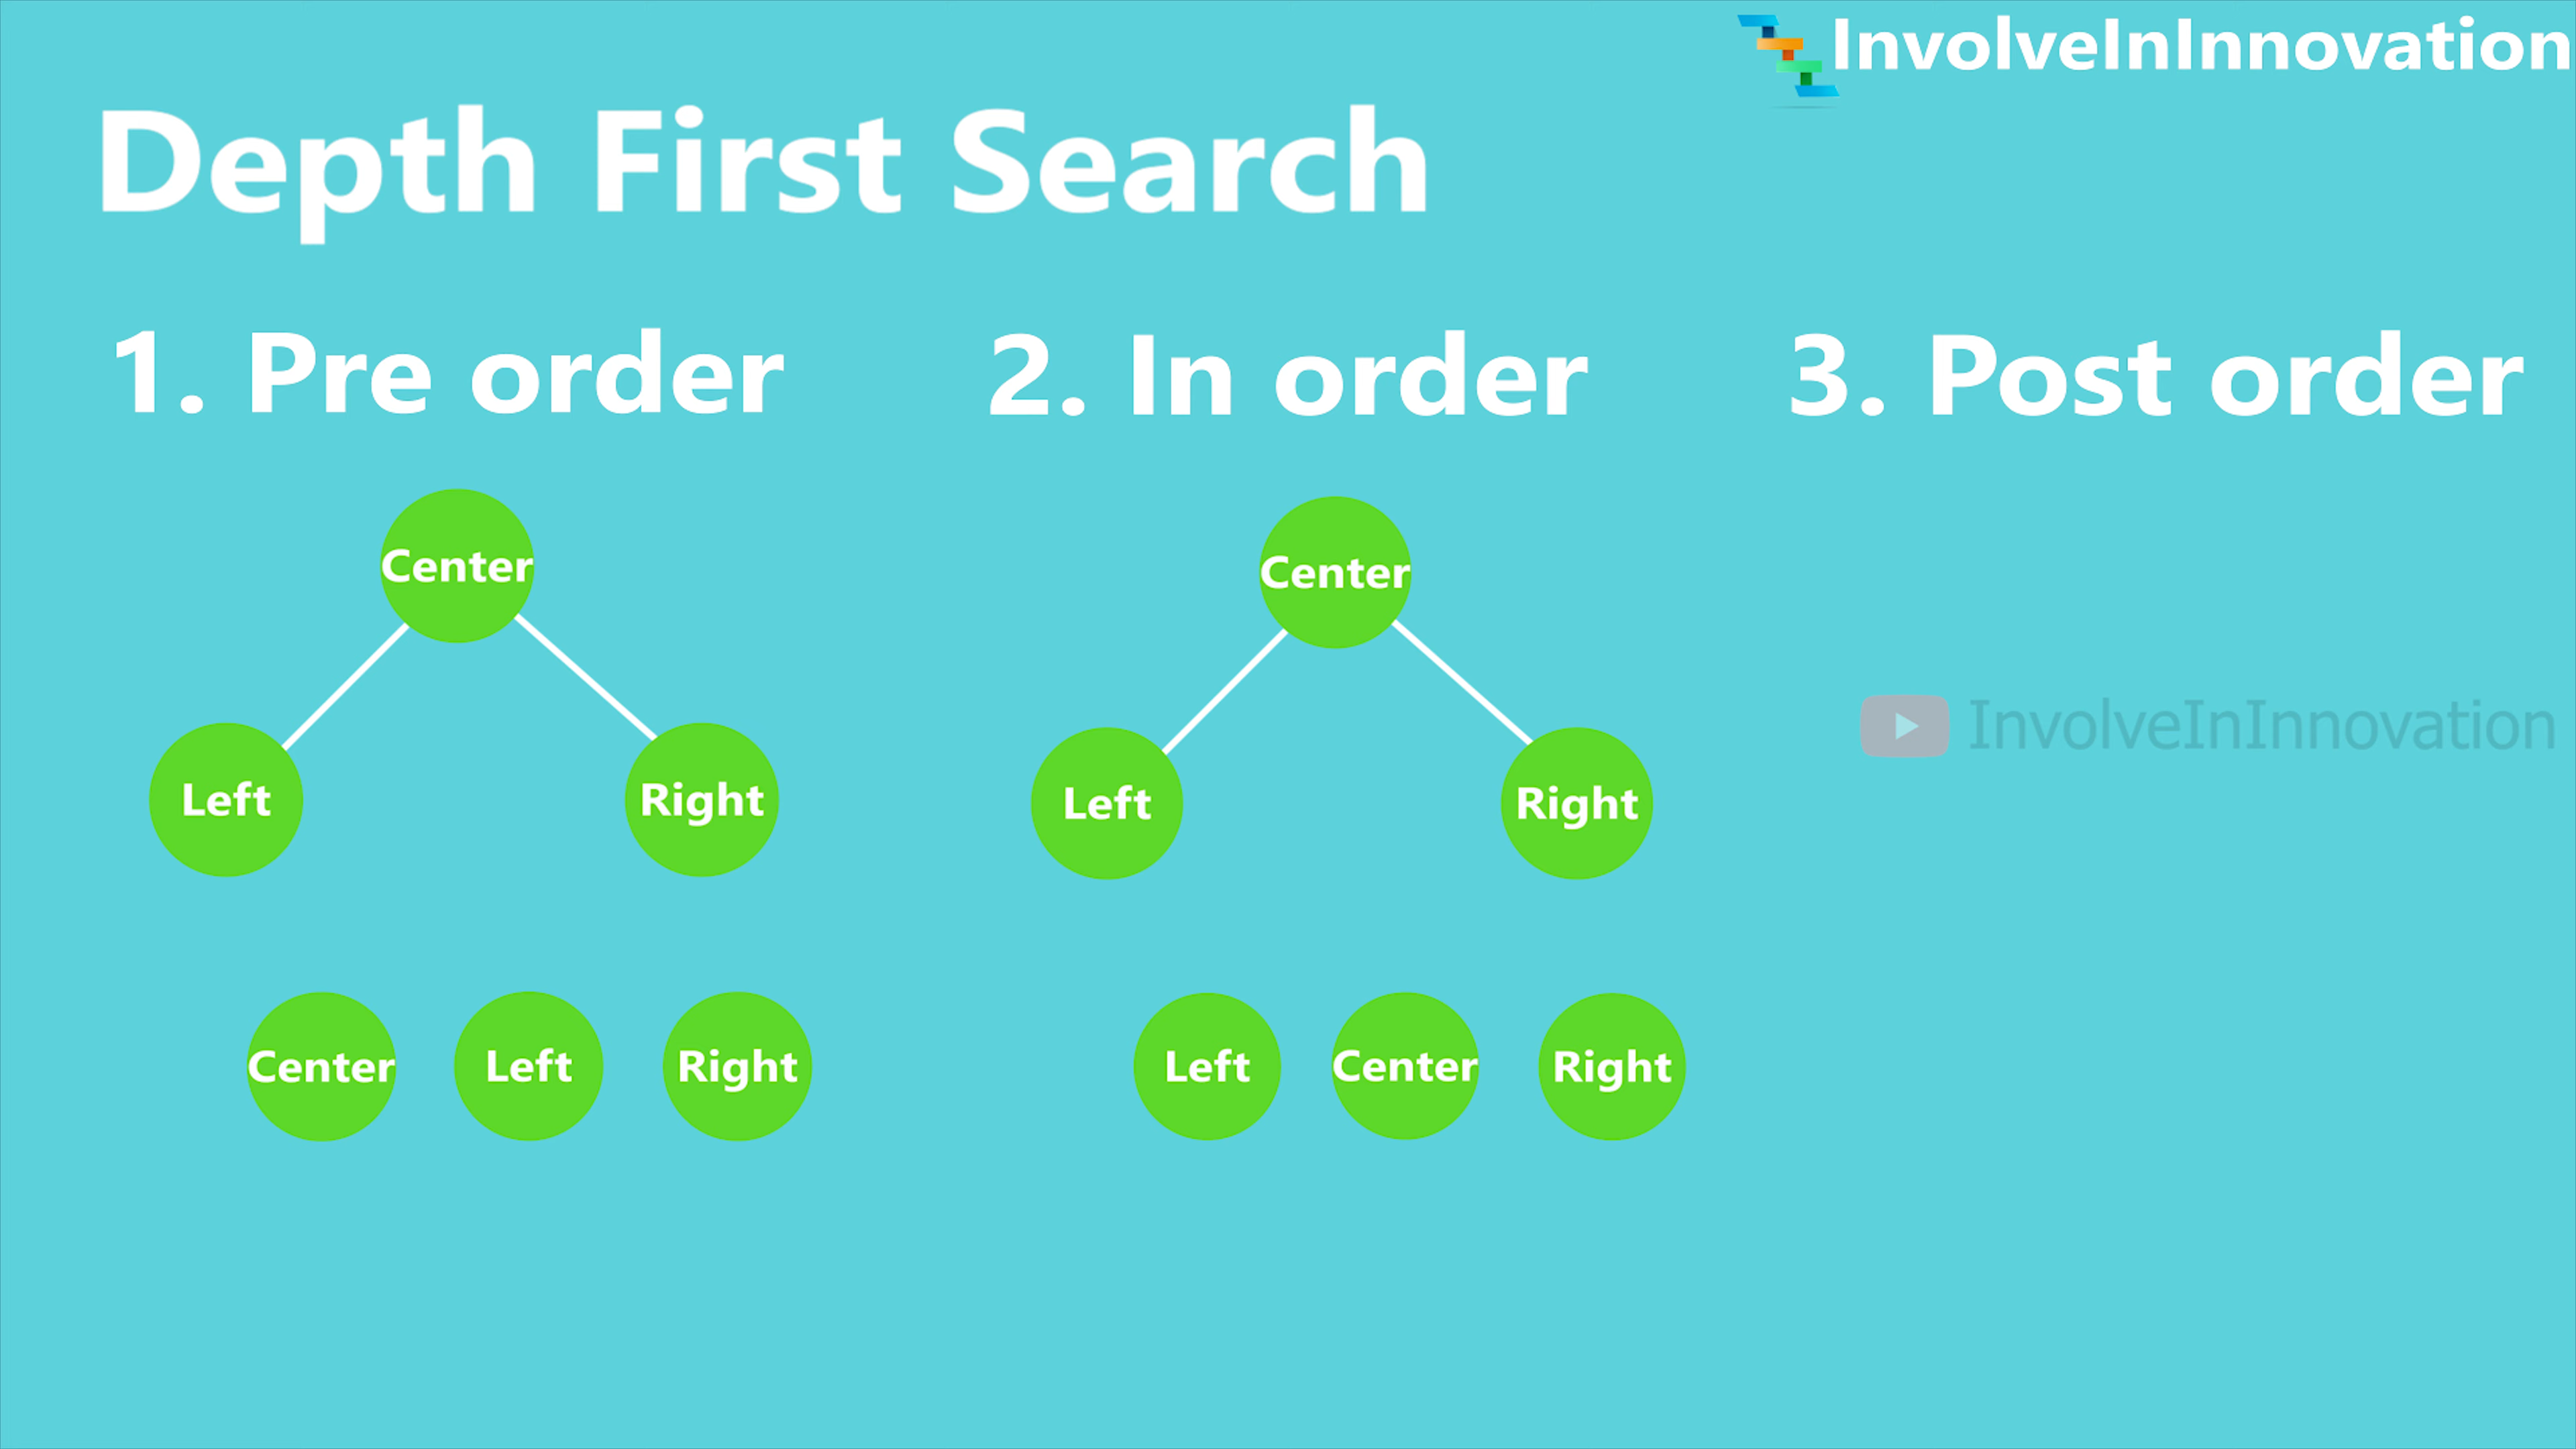 InvolveInInnovation
Depth First Search
1. Pre order
2. In order
3. Post order
Center
Left
Right
Center
Left
Right
Center
Left
Right
Left
Center
Right
InvolveInInnovation